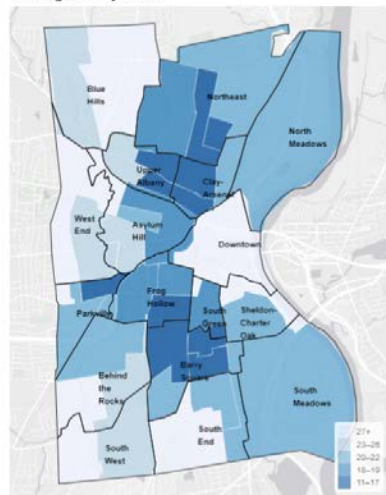 Blue
Hills
Northeast
North
Meadows
Upper
Albany
Clay-
Arsenal
West
End
Asylum
Hill
Downtown
Frog
Hollow
Parkville
South
Green
Sheldon-
Charter
Oak
Behind
the
Rocks
Barry
Square
South
Meadows
South
End
South
West
27+
23–26
20–22
18–19
11–17